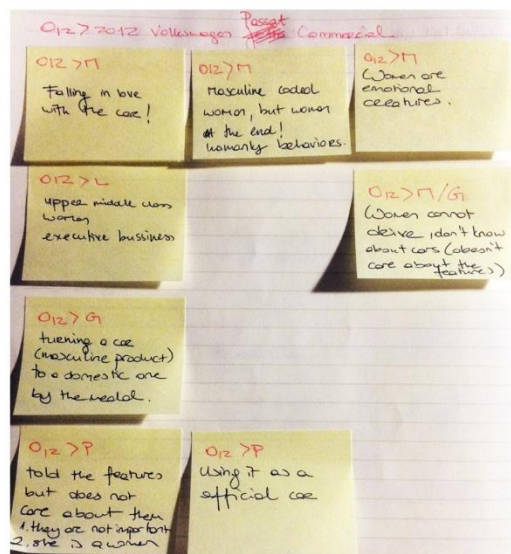 O12 > 2012 Volkswagen Passat Commercial
O12 > M
Falling in love
with the car!
O12 > M
Masculine coded
woman, but woman
at the end!
womanly behaviors.
O12 > M
Women are
emotional
creatures.
O12 > L
upper middle class
woman
executive bussiness
O12 > M/G
Women cannot
drive, don't know
about cars (doesn't
care about the
features)
O12 > G
turning a car
(masculine product)
to a domestic one
by the
O12 > P
told the features
but does not
care about them
1. they are not important
2. she is a women
O12 > P
Using it as a
official car